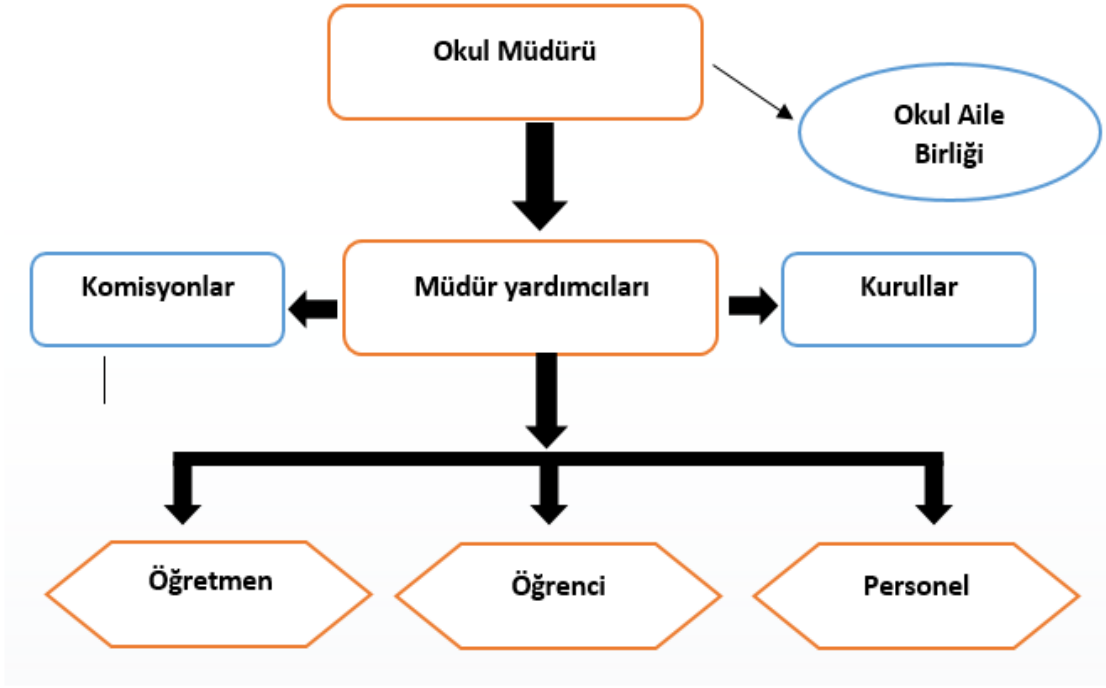 Okul Müdürü
Okul Aile
Birliği
Komisyonlar
Müdür yardımcıları
Kurullar
Öğretmen
Öğrenci
Personel